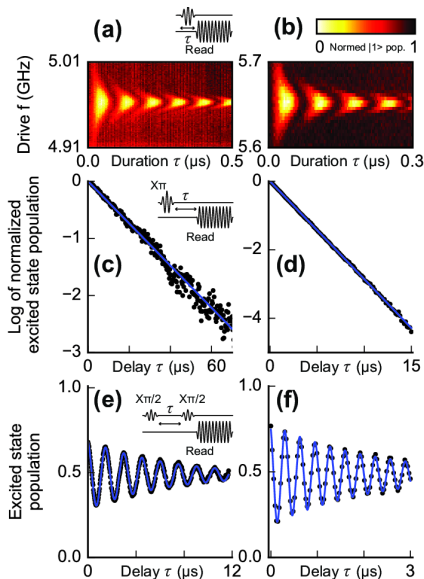 (a)
τ
Read
(b)
0 Normed |1> pop. 1
Drive f (GHz)
5.01
4.91
0.0
0.5
Duration τ (μs)
5.7
5.6
0.0
0.3
Duration τ (μs)
Log of normalized
excited state population
0
−1
−2
−3
Xπ
τ
Read
(c)
0
60
Delay τ (μs)
0
−2
−4
(d)
0
15
Delay τ (μs)
Excited state
population
1.0
0.5
0.0
(e)
Xπ/2 Xπ/2
τ
Read
0
12
Delay τ (μs)
1.0
0.5
0.0
(f)
0
3
Delay τ (μs)